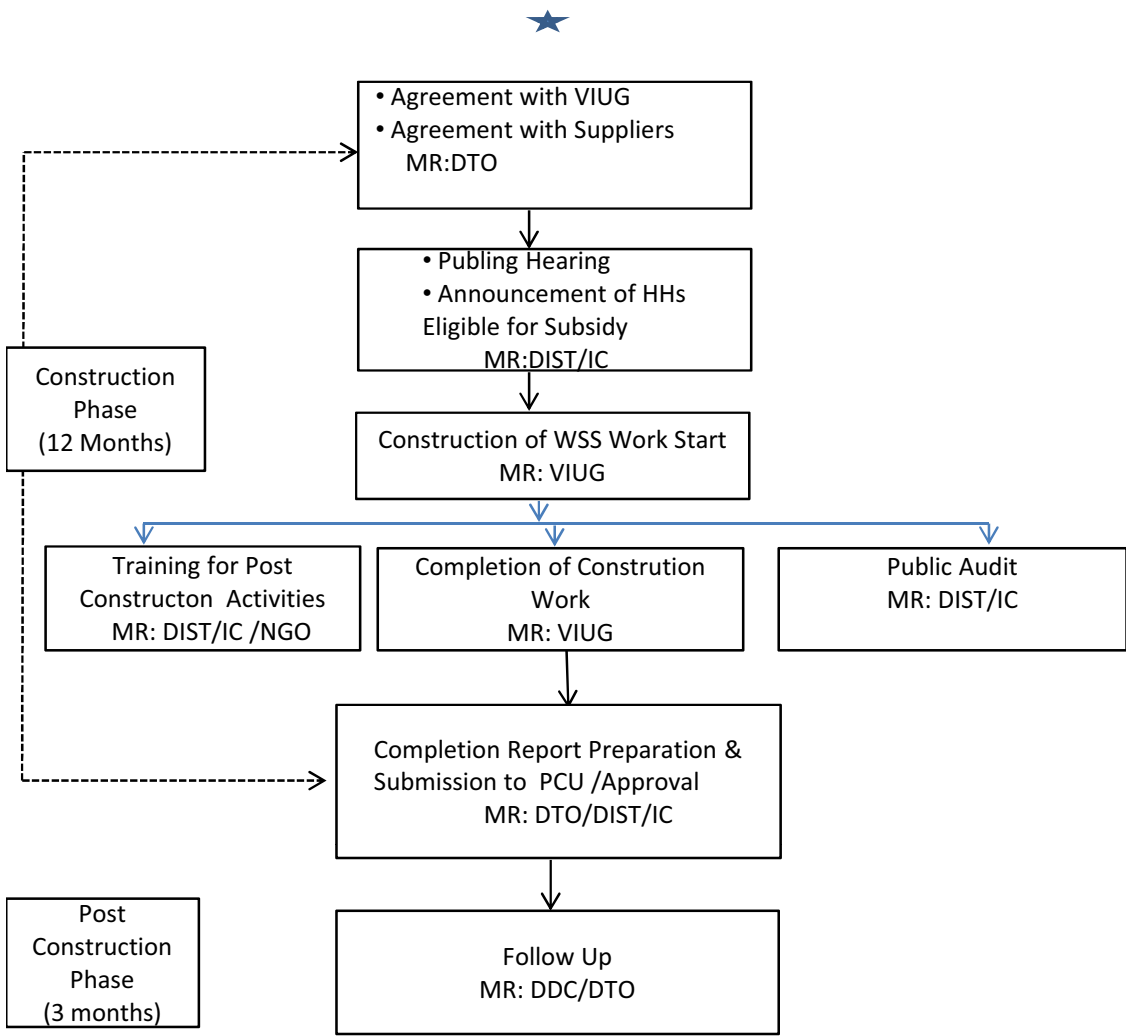 • Agreement with VIUG
• Agreement with Suppliers
MR:DTO
• Publing Hearing
• Announcement of HHs
Eligible for Subsidy
MR:DIST/IC
Construction
Phase
(12 Months)
Construction of WSS Work Start
MR: VIUG
Training for Post
Constructon Activities
MR: DIST/IC /NGO
Completion of Constrution
Work
MR: VIUG
Public Audit
MR: DIST/IC
Completion Report Preparation &
Submission to PCU /Approval
MR: DTO/DIST/IC
Post
Construction
Phase
(3 months)
Follow Up
MR: DDC/DTO